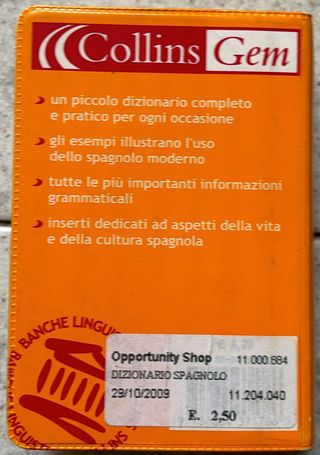 Collins Gem
un piccolo dizionario completo
e pratico per ogni occasione
gli esempi illustrano l'uso
dello spagnolo moderno
tutte le più importanti informazioni
grammaticali
inserti dedicati ad aspetti della vita
e della cultura spagnola
BANCHE LINGUI
Opportunity Shop 11.000.684
DIZIONARIO SPAGNOLO
29/10/2009 11.204.040
E. 2,50